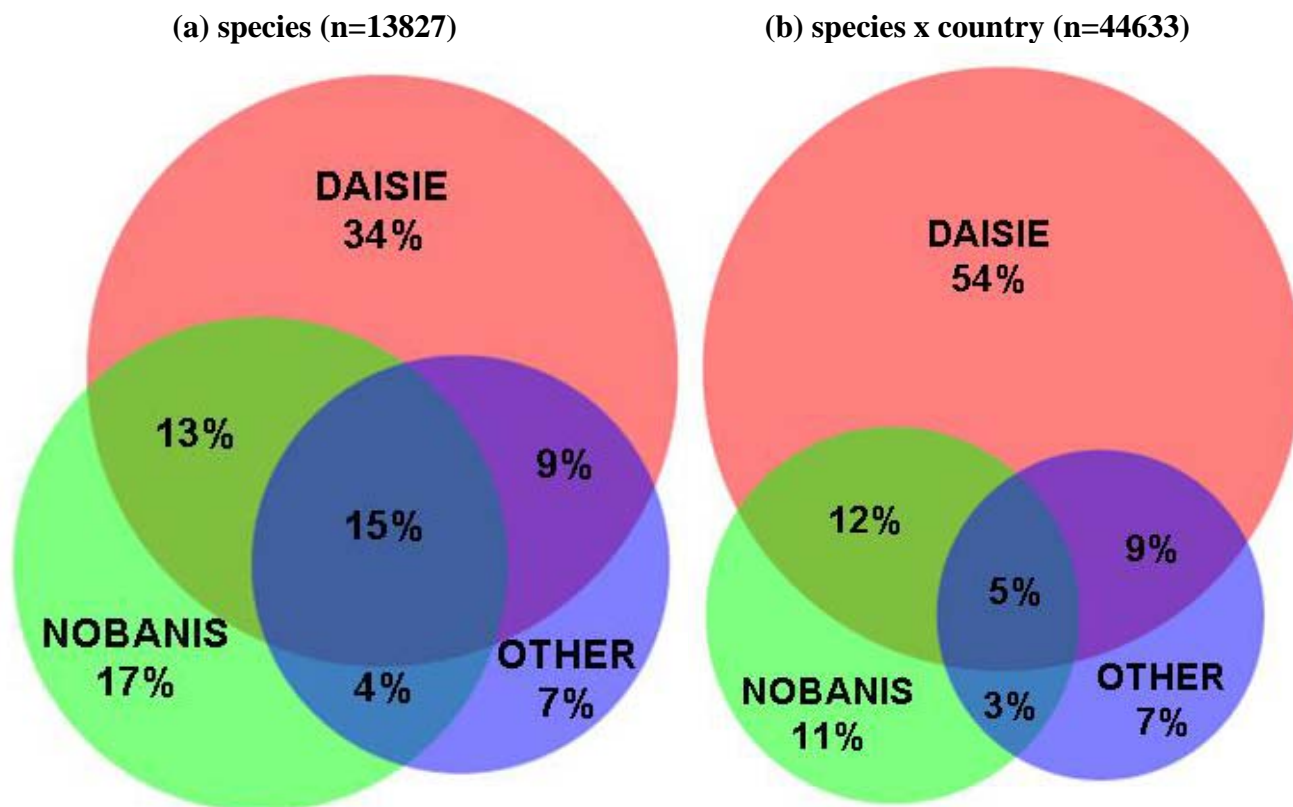 (a) species (n=13827)
(b) species x country (n=44633)
DAISIE
34%
13%
9%
15%
NOBANIS
17%
4%
OTHER
7%
DAISIE
54%
12%
9%
5%
NOBANIS
11%
3%
OTHER
7%